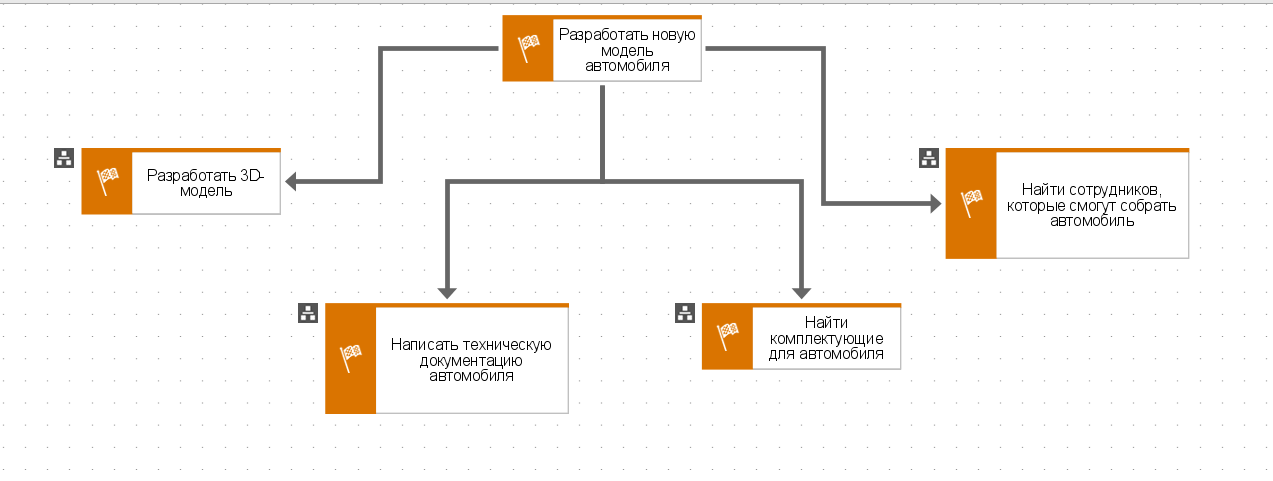 Разработать новую
модель
автомобиля
Разработать 3D-
модель
Найти сотрудников,
которые смогут собрать
автомобиль
Написать техническую
документацию
автомобиля
Найти
комплектующие
для автомобиля